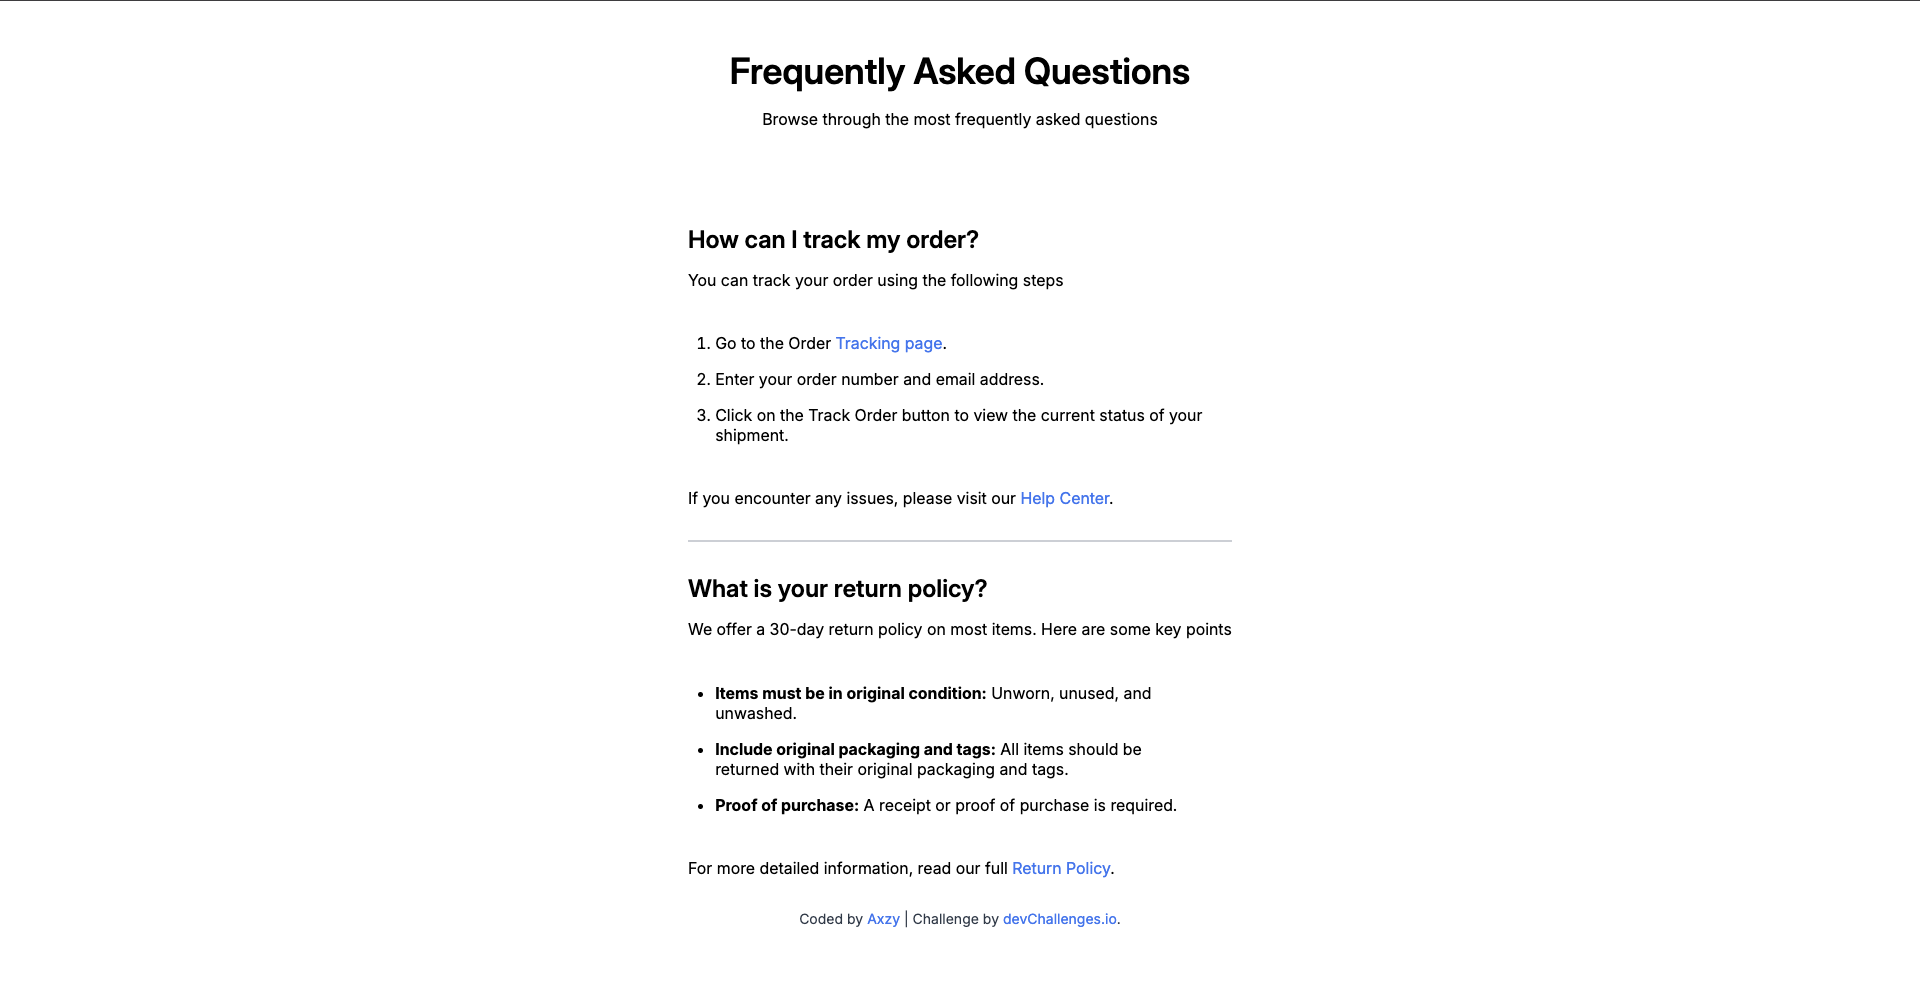 Frequently Asked Questions
Browse through the most frequently asked questions
How can I track my order?
You can track your order using the following steps
1. Go to the Order Tracking page.
2. Enter your order number and email address.
3. Click on the Track Order button to view the current status of your
shipment.
If you encounter any issues, please visit our Help Center.
What is your return policy?
We offer a 30-day return policy on most items. Here are some key points
• Items must be in original condition: Unworn, unused, and
unwashed.
• Include original packaging and tags: All items should be
returned with their original packaging and tags.
• Proof of purchase: A receipt or proof of purchase is required.
For more detailed information, read our full Return Policy.
Coded by Axzy | Challenge by devChallenges.io.